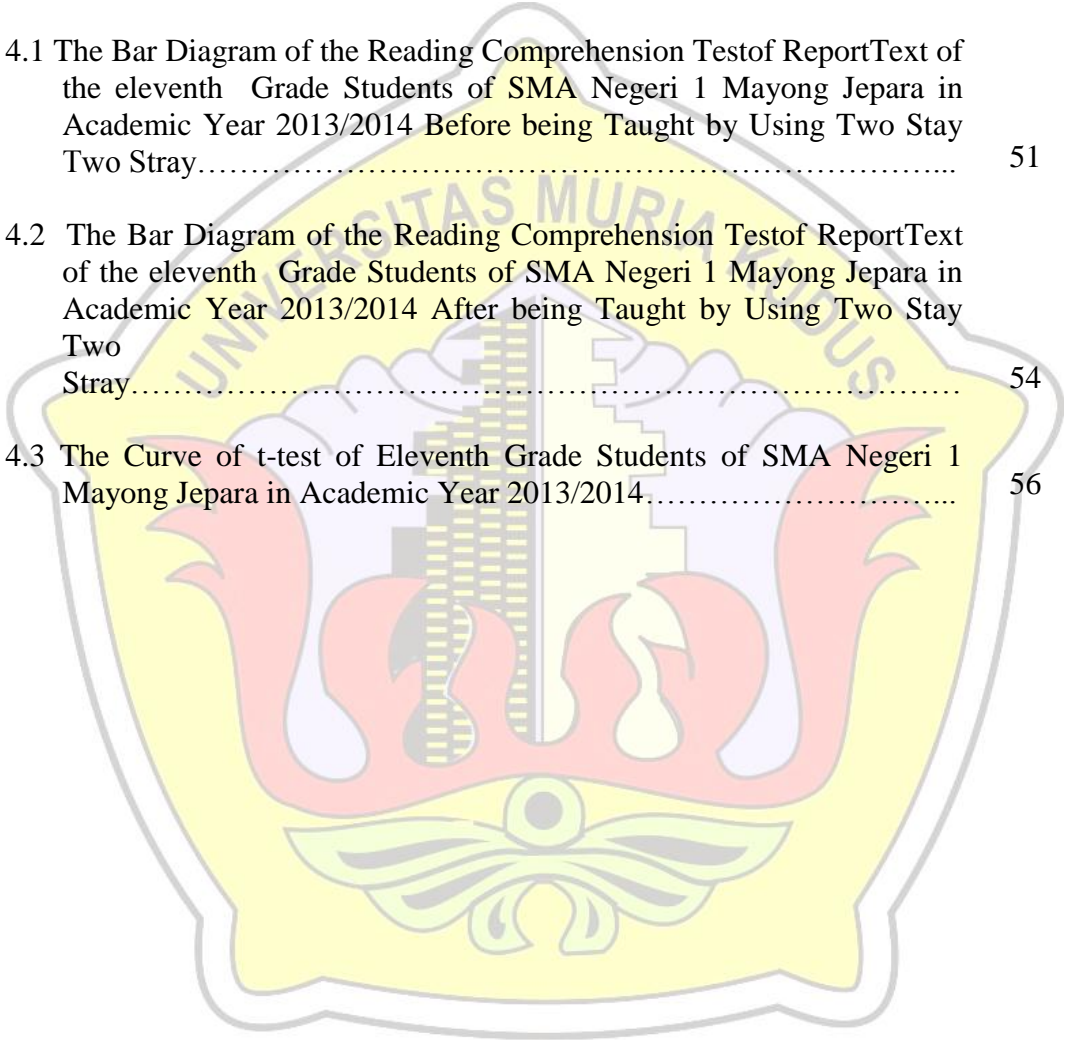 4.1 The Bar Diagram of the Reading Comprehension Testof ReportText of
the eleventh Grade Students of SMA Negeri 1 Mayong Jepara in
Academic Year 2013/2014 Before being Taught by Using Two Stay
Two Stray……………………………………………………………... 51
4.2 The Bar Diagram of the Reading Comprehension Testof ReportText
of the eleventh Grade Students of SMA Negeri 1 Mayong Jepara in
Academic Year 2013/2014 After being Taught by Using Two Stay
Two
Stray…………………………………………………………………… 54
4.3 The Curve of t-test of Eleventh Grade Students of SMA Negeri 1
Mayong Jepara in Academic Year 2013/2014………………………... 56
UNIVERSITAS MURIA KUDUS